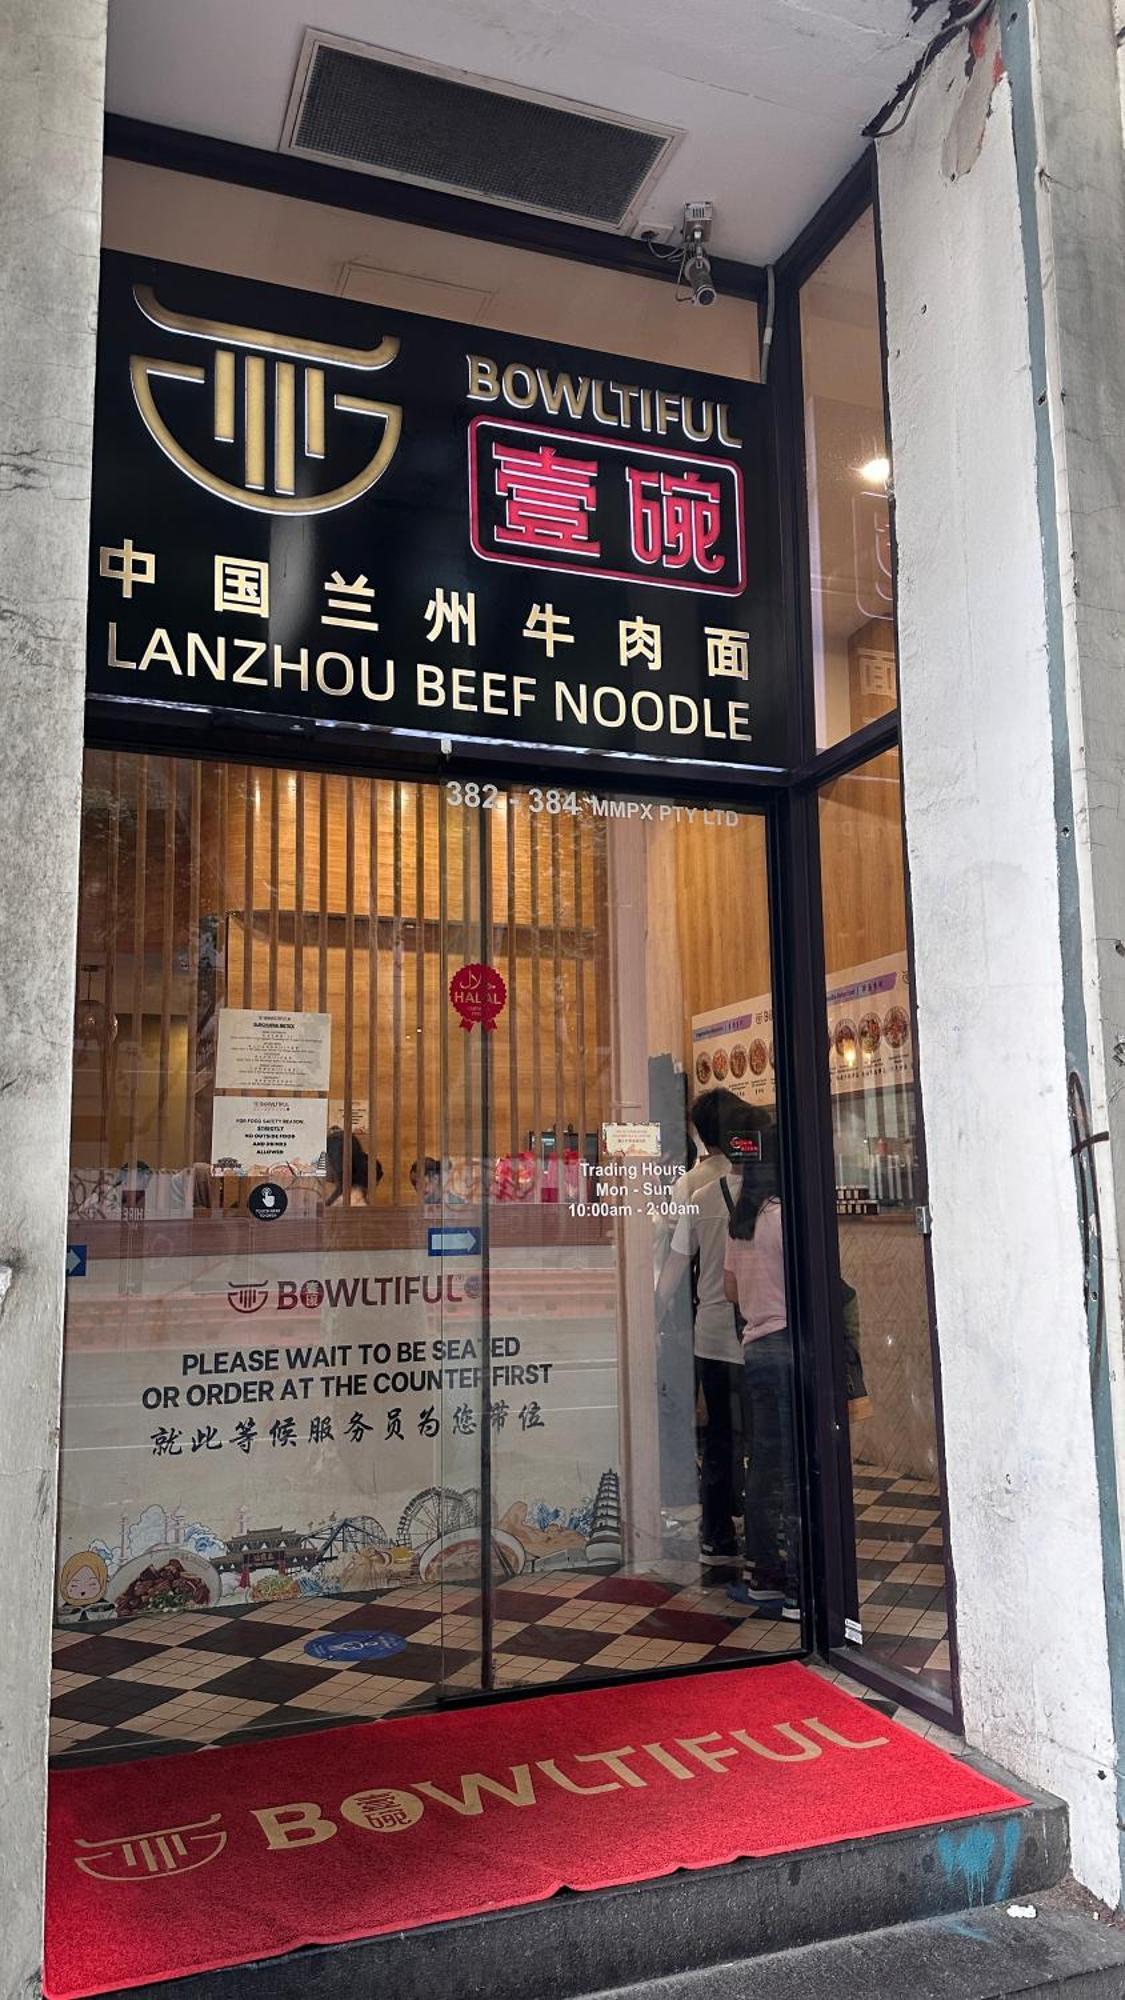 BOWLTIFUL
壹碗
中国兰州牛肉面
LANZHOU BEEF NOODLE
382 - 384 MMPX PTY LTD
HALAL
BOWLTIFUL
FOR FOOD SAFETY REASON,
STRICTLY
NO OUTSIDE FOOD
AND DRINKS
ALLOWED
Trading Hours
Mon - Sun
10:00am - 2:00am
BOWLTIFUL
PLEASE WAIT TO BE SEATED
OR ORDER AT THE COUNTER FIRST
就此等候服务员为您带位
BOWLTIFUL
壹碗